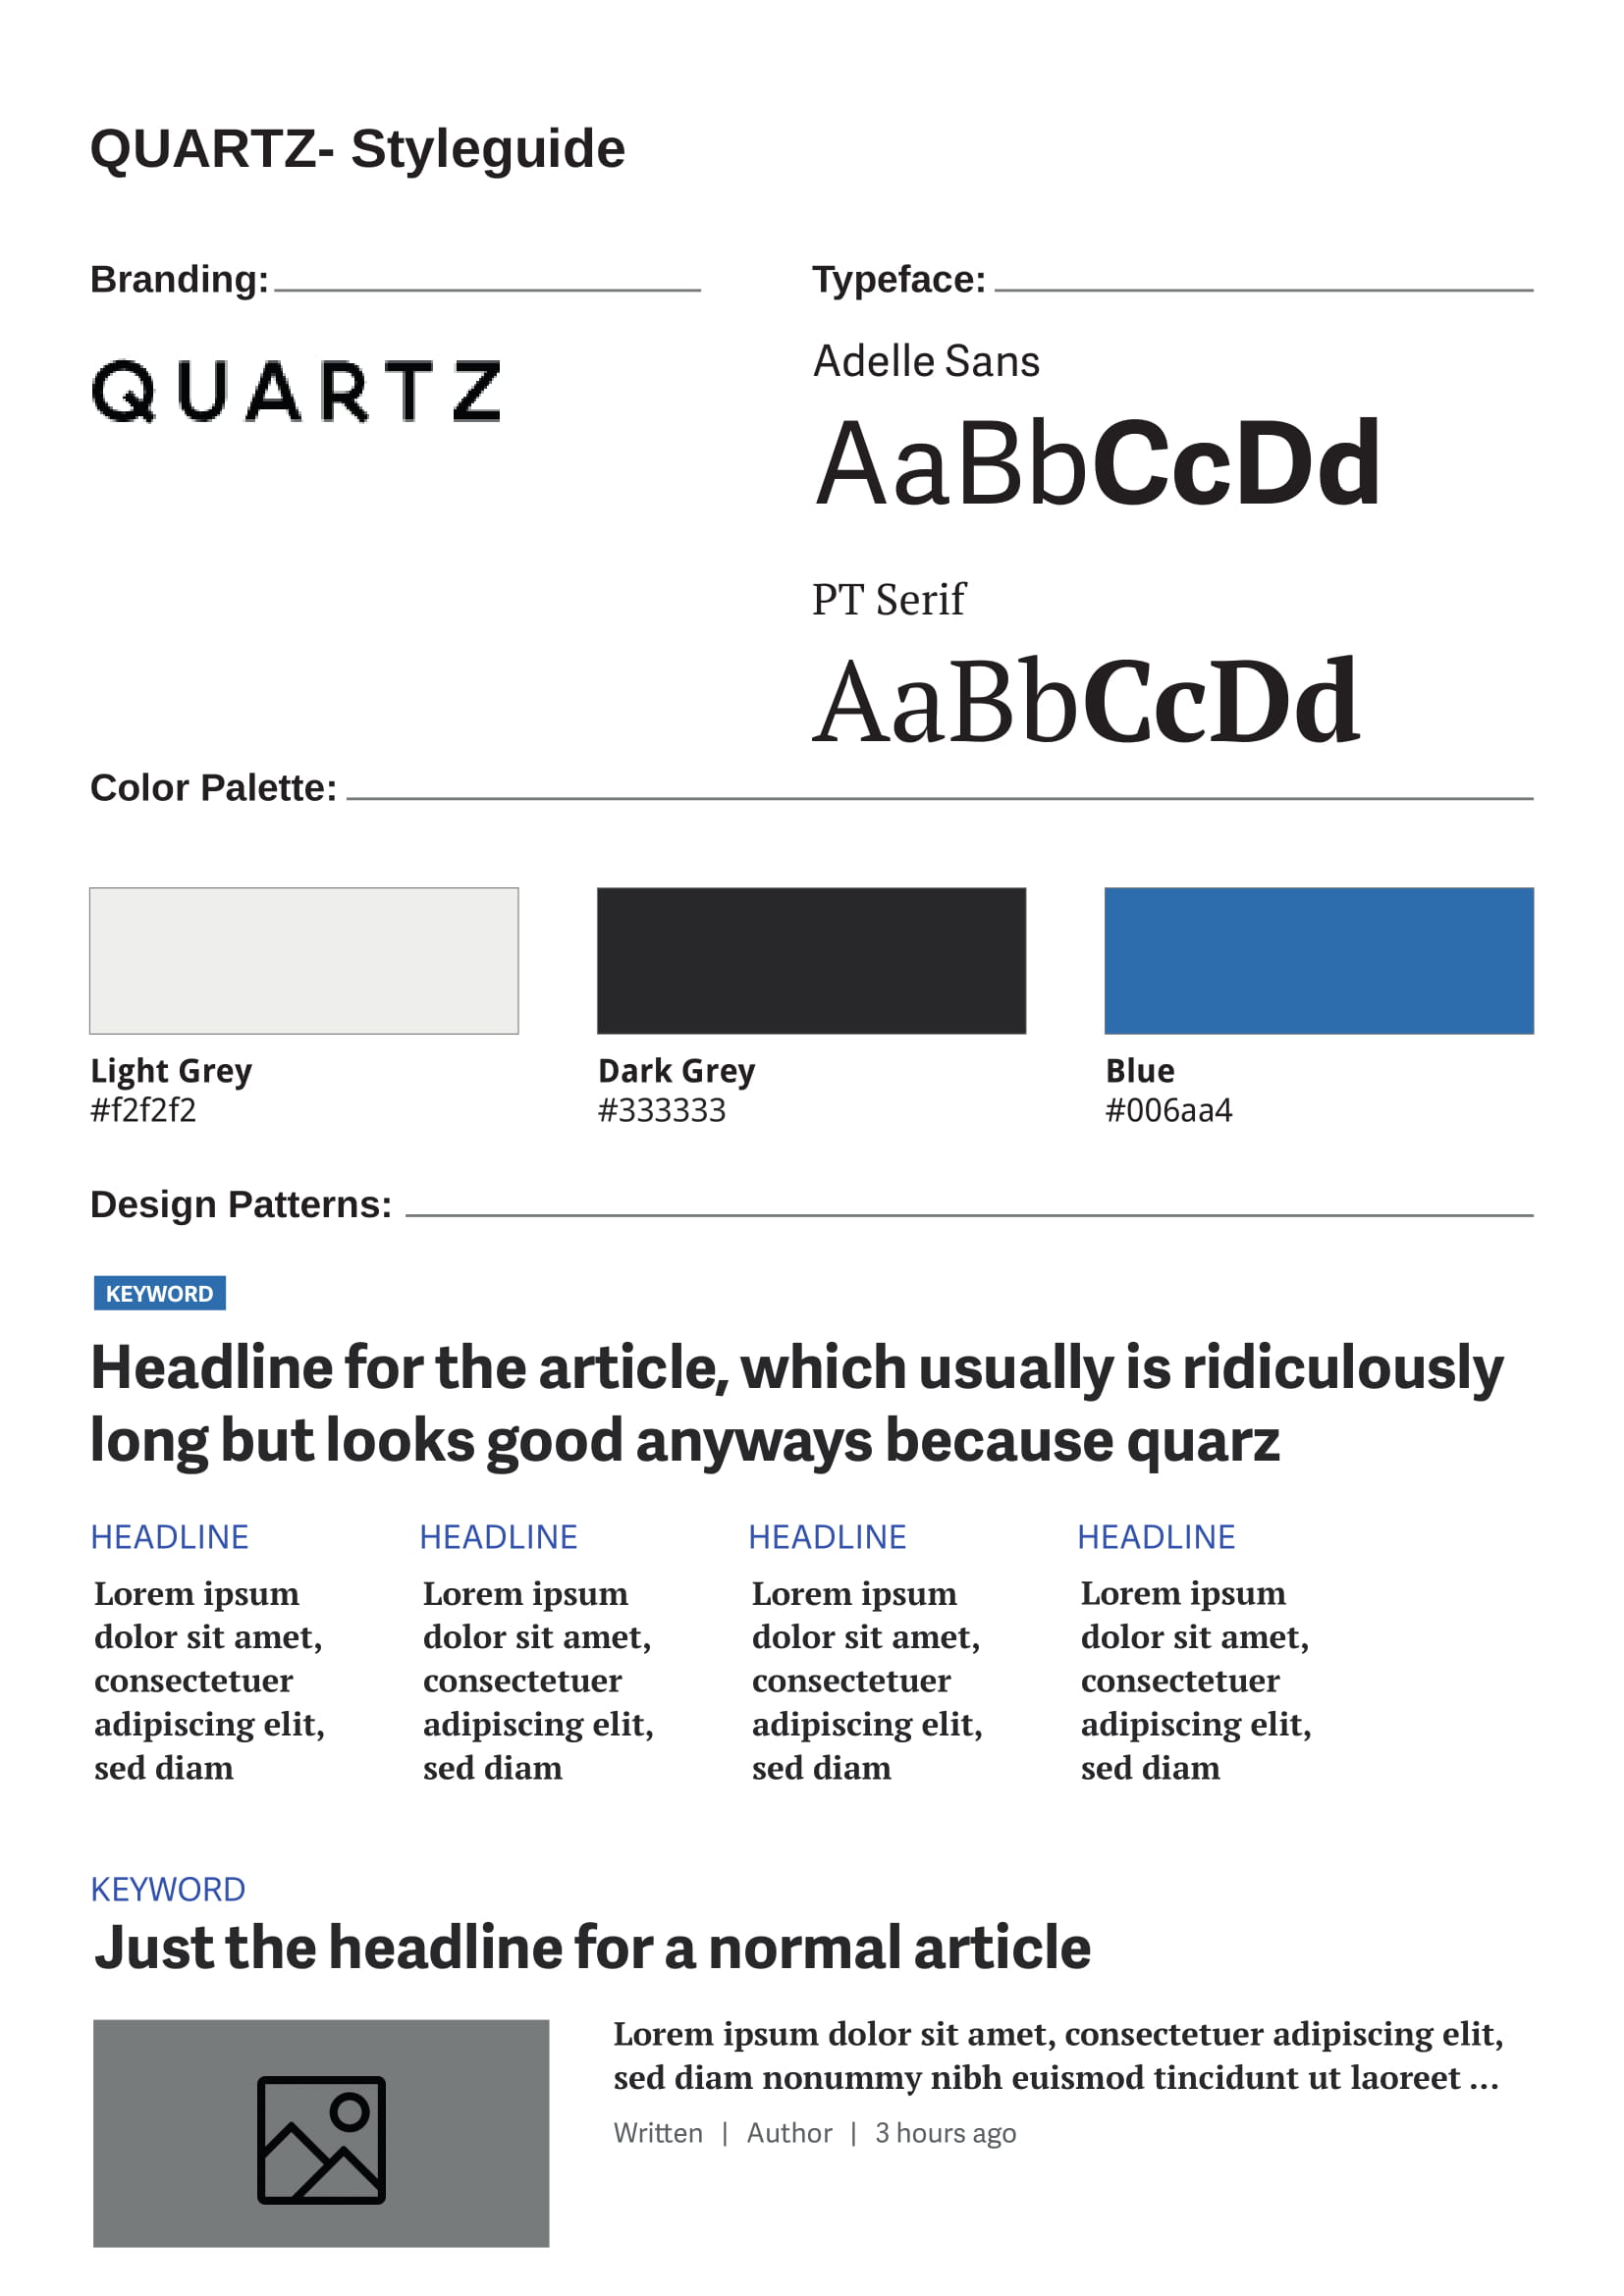 QUARTZ- Styleguide
Branding:
QUARTZ
Typeface:
Adelle Sans
AaBbCcDd
PT Serif
AaBbCcDd
Color Palette:
Light Grey
#f2f2f2
Dark Grey
#333333
Blue
#006aa4
Design Patterns:
KEYWORD
Headline for the article, which usually is ridiculously
long but looks good anyways because quarz
HEADLINE
Lorem ipsum
dolor sit amet,
consectetuer
adipiscing elit,
sed diam
HEADLINE
Lorem ipsum
dolor sit amet,
consectetuer
adipiscing elit,
sed diam
HEADLINE
Lorem ipsum
dolor sit amet,
consectetuer
adipiscing elit,
sed diam
HEADLINE
Lorem ipsum
dolor sit amet,
consectetuer
adipiscing elit,
sed diam
KEYWORD
Just the headline for a normal article
Lorem ipsum dolor sit amet, consectetuer adipiscing elit,
sed diam nonummy nibh euismod tincidunt ut laoreet ...
Written | Author | 3 hours ago